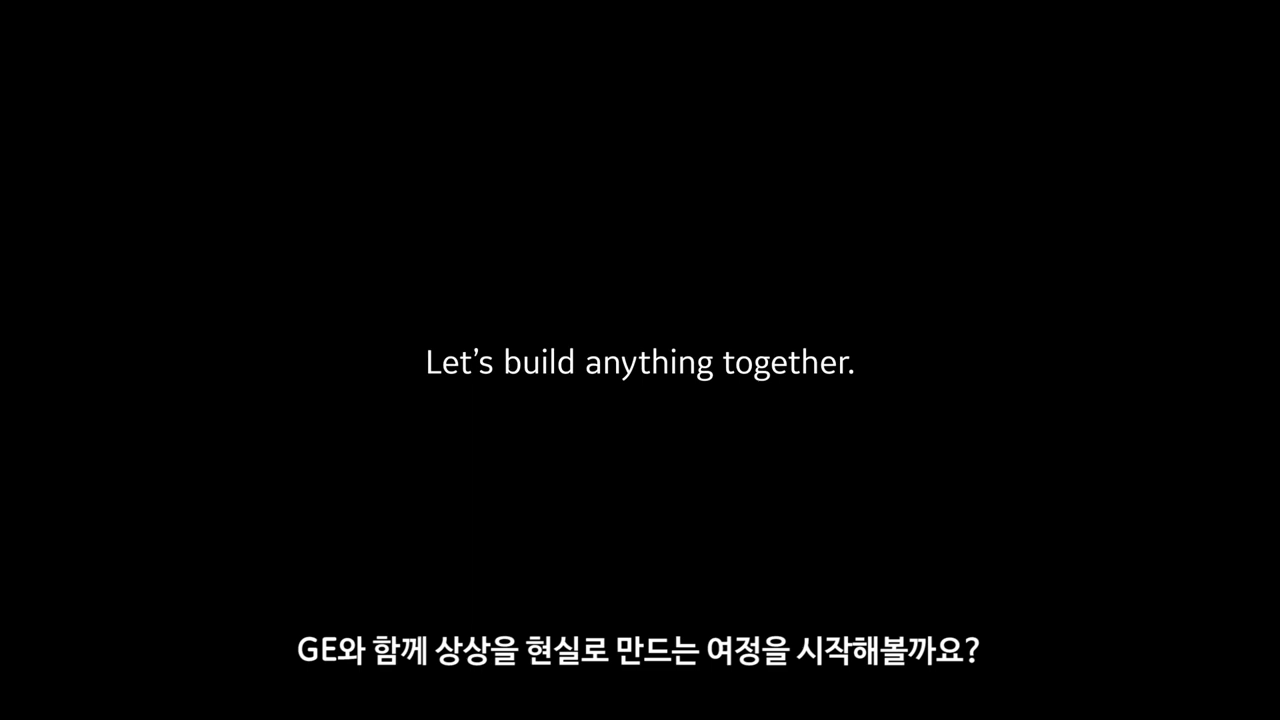 Let’s build anything together.
GE와 함께 상상을 현실로 만드는 여정을 시작해볼까요?